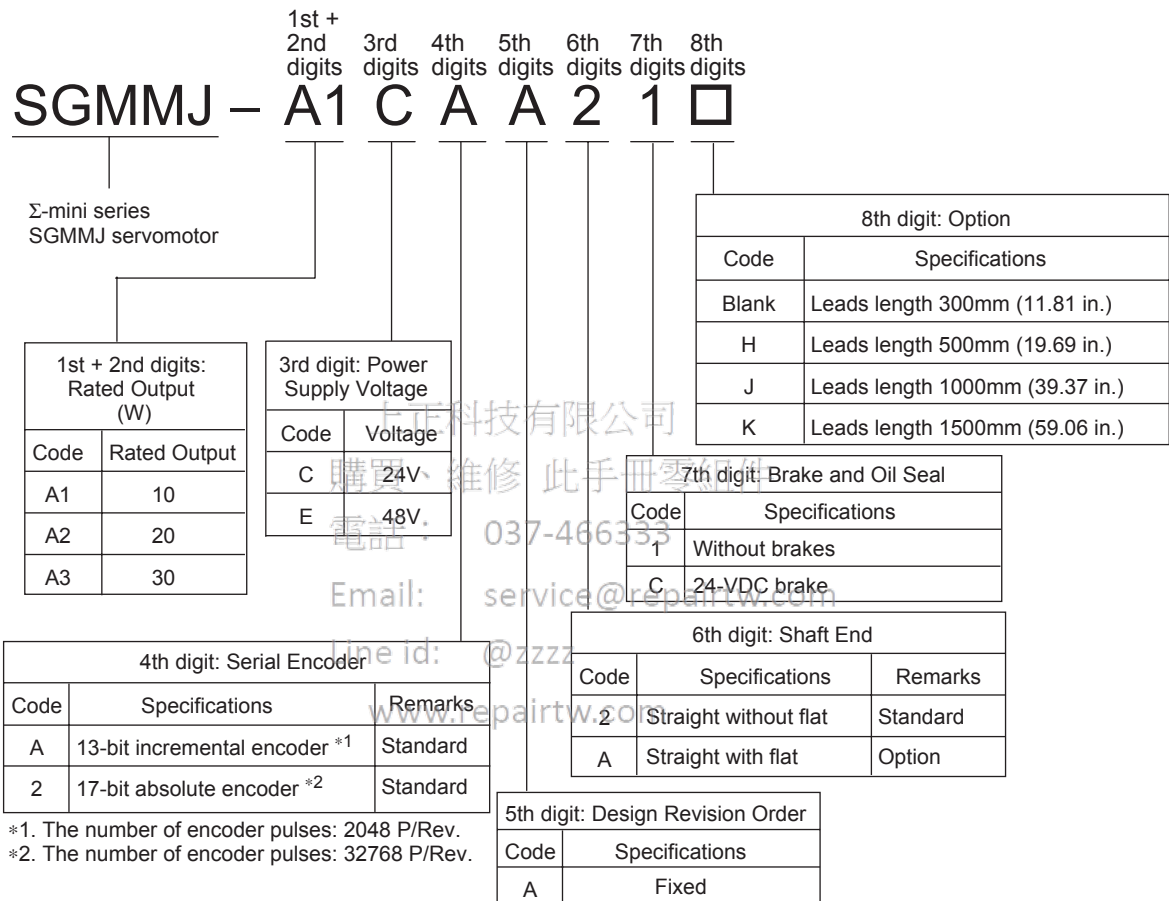 1st +
2nd digits
3rd digits
4th digits
5th digits
6th digits
7th digits
8th digits
SGMMJ – A1 C A A 2 1 □
Σ-mini series
SGMMJ servomotor
8th digit: Option
Code Specifications
Blank Leads length 300mm (11.81 in.)
H Leads length 500mm (19.69 in.)
J Leads length 1000mm (39.37 in.)
K Leads length 1500mm (59.06 in.)
1st + 2nd digits:
Rated Output
(W)
Code Rated Output
A1 10
A2 20
A3 30
3rd digit: Power
Supply Voltage
Code Voltage
C 24V
E 48V
上正科技有限公司
購買、維修 此手冊零組件
電話: 037-466333
Email: service@repairtw.com
Line id: @zzzz
www.repairtw.com
7th digit: Brake and Oil Seal
Code Specifications
1 Without brakes
C 24-VDC brake
6th digit: Shaft End
Code Specifications Remarks
2 Straight without flat Standard
A Straight with flat Option
4th digit: Serial Encoder
Code Specifications Remarks
A 13-bit incremental encoder *1 Standard
2 17-bit absolute encoder *2 Standard
*1. The number of encoder pulses: 2048 P/Rev.
*2. The number of encoder pulses: 32768 P/Rev.
5th digit: Design Revision Order
Code Specifications
A Fixed